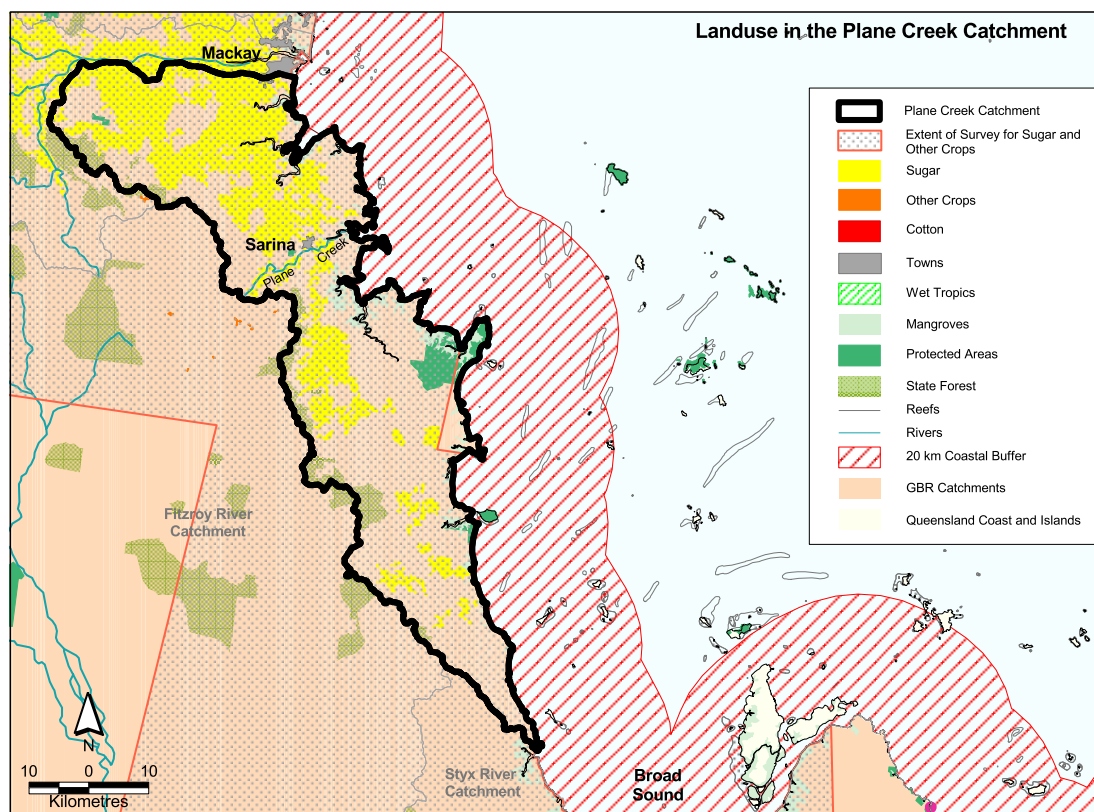 Landuse in the Plane Creek Catchment
Mackay
Sarina
Plane Creek
Fitzroy River
Catchment
Styx River
Catchment
Broad
Sound
N
10 0 10
Kilometres
Plane Creek Catchment
Extent of Survey for Sugar and
Other Crops
Sugar
Other Crops
Cotton
Towns
Wet Tropics
Mangroves
Protected Areas
State Forest
Reefs
Rivers
20 km Coastal Buffer
GBR Catchments
Queensland Coast and Islands